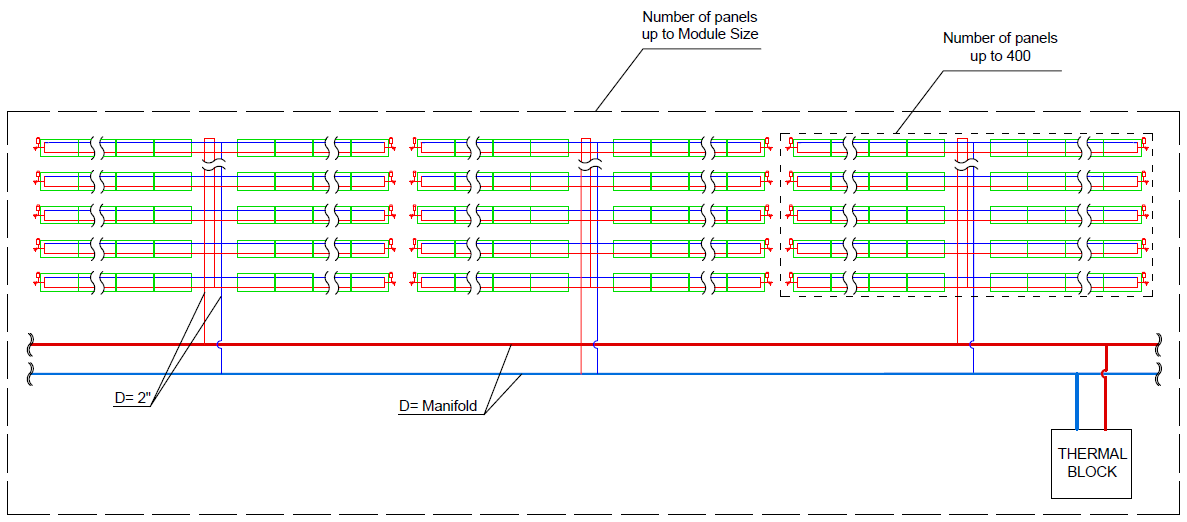 Number of panels
up to Module Size
Number of panels
up to 400
D= 2"
D= Manifold
THERMAL
BLOCK